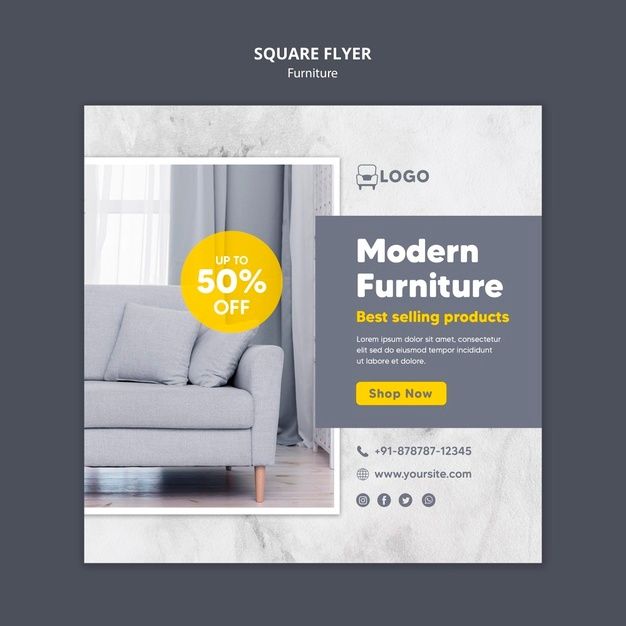 SQUARE FLYER
Furniture
LOGO
UP TO
50%
OFF
Modern
Furniture
Best selling products
Lorem ipsum dolor sit amet, consectetur
elit sed do eiusmod tempor incididunt
ut labore et dolore.
Shop Now
+91-878787-12345
www.yoursite.com